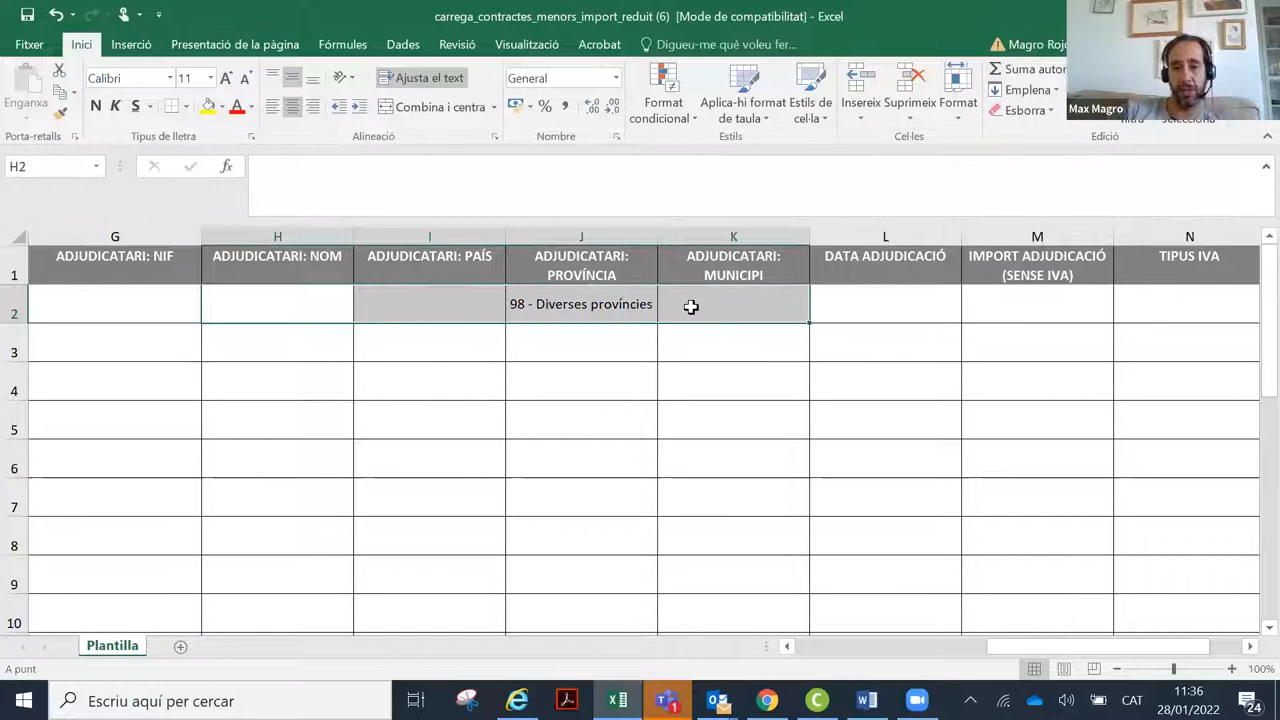 carrega_contractes_menors_import_reduit (6) [Mode de compatibilitat] - Excel
Fitxer Inici Inserció Presentació de la pàgina Fórmules Dades Revisió Visualització Acrobat Digueu-me què voleu fer... Magro Roj
Enganxa
Calibri 11
N K S
Ajusta el text
Combina i centra
General
Format condicional
Aplica-hi format de taula
Estils de cel·la
Insereix Suprimeix Format
Suma autom
Emplena
Esborra
Max Magro
Porta-retalls Tipus de lletra Alineació Nombre Estils Cel·les Edició
H2 fx
G H I J K L M N
1 ADJUDICATARI: NIF ADJUDICATARI: NOM ADJUDICATARI: PAÍS ADJUDICATARI: PROVÍNCIA ADJUDICATARI: MUNICIPI DATA ADJUDICACIÓ IMPORT ADJUDICACIÓ (SENSE IVA) TIPUS IVA
2 98 - Diverses províncies
3
4
5
6
7
8
9
10
Plantilla
A punt 100%
Escriu aquí per cercar
1
CAT
11:36
28/01/2022
24